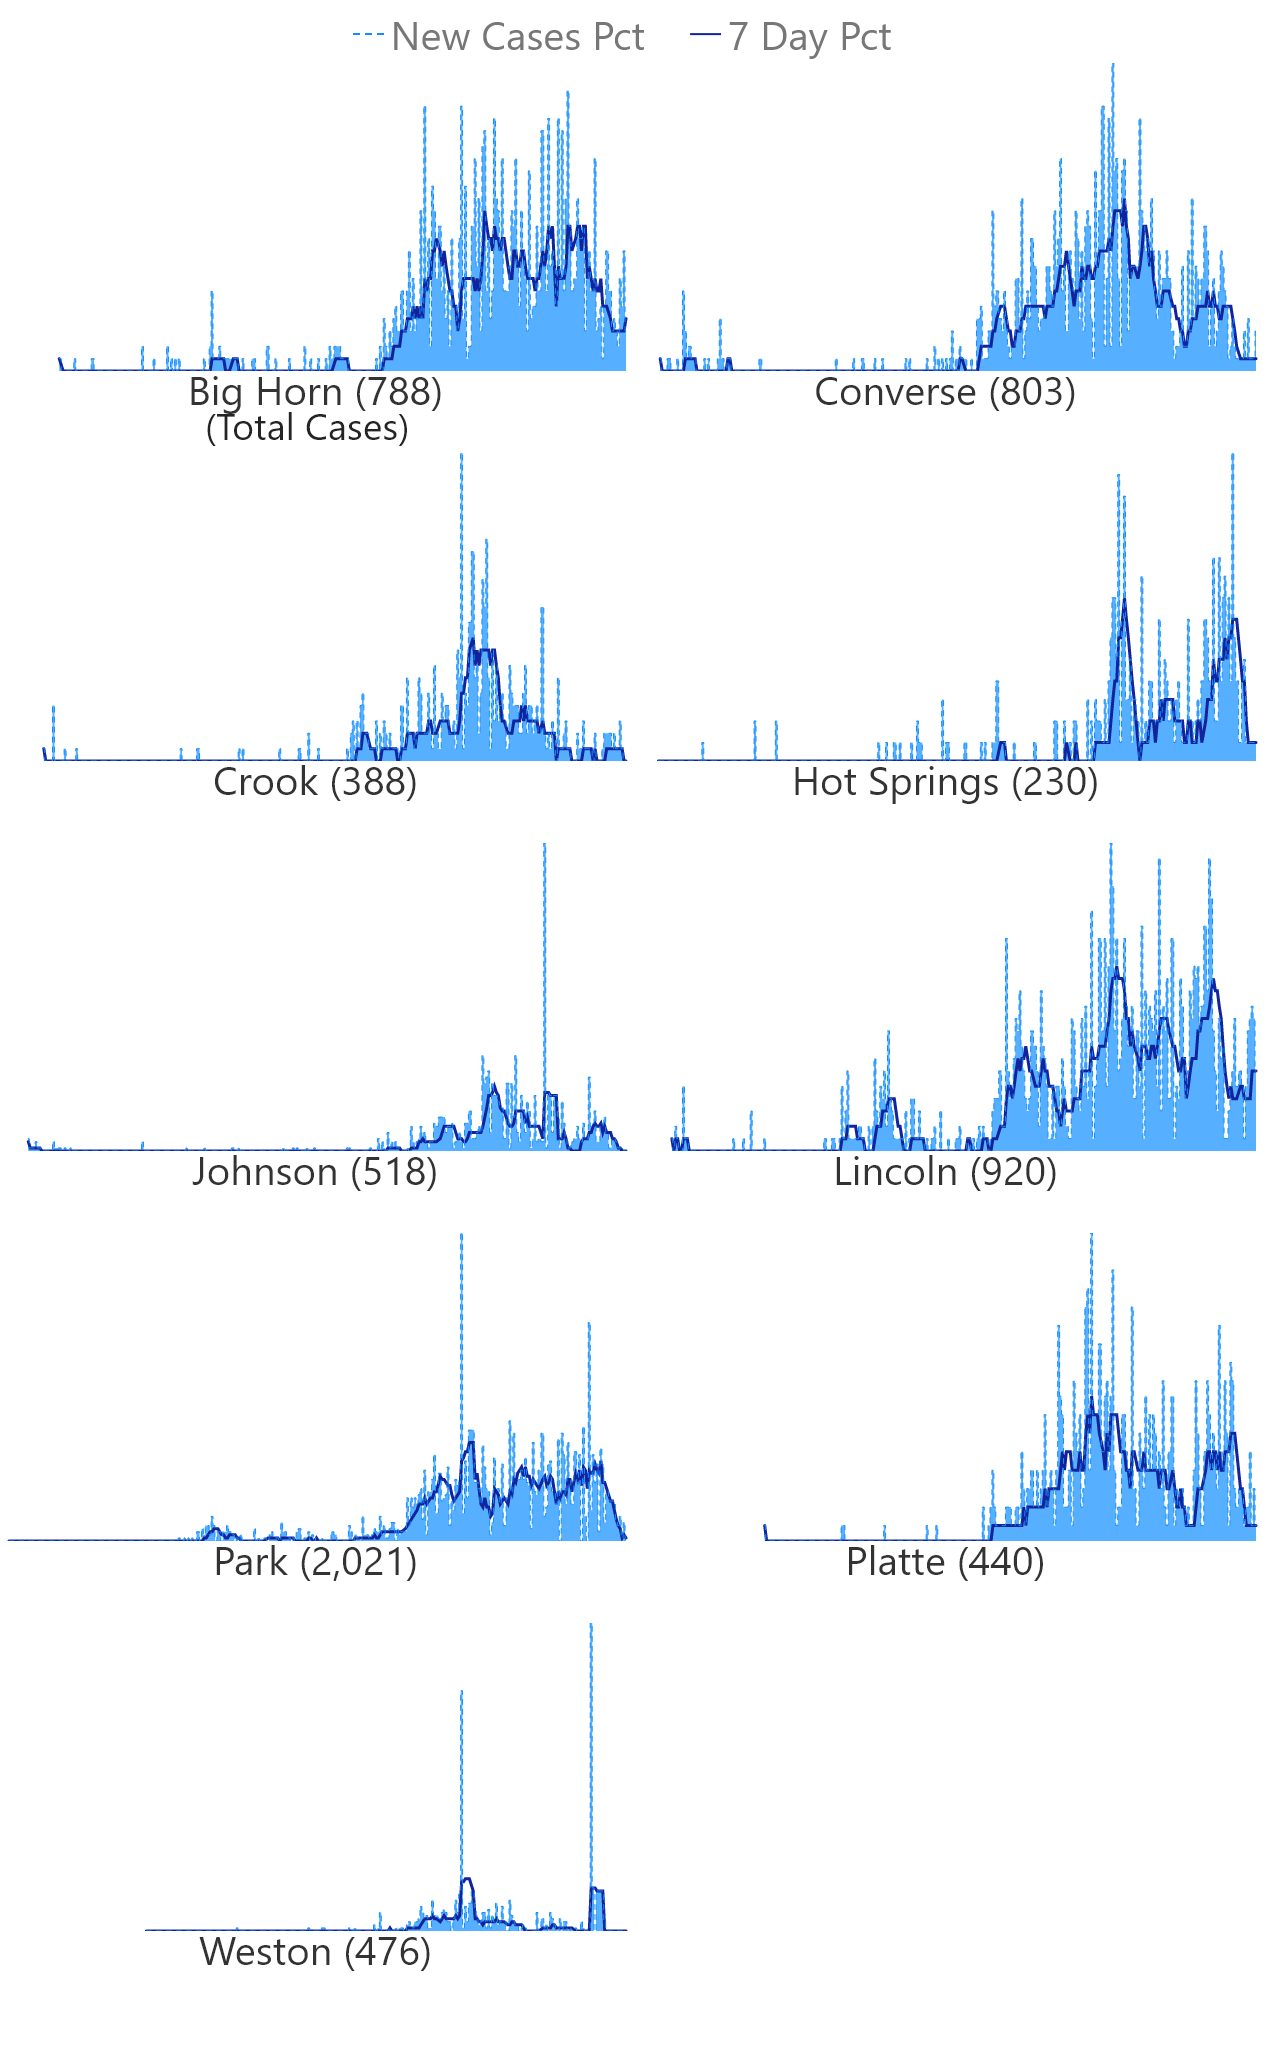 New Cases Pct 7 Day Pct
Big Horn (788) Converse (803)
(Total Cases)
Crook (388) Hot Springs (230)
Johnson (518) Lincoln (920)
Park (2,021) Platte (440)
Weston (476)